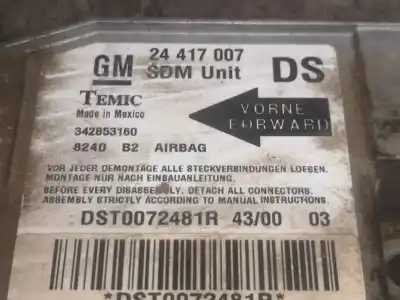 GM 24 417 007 DS
SDM Unit
TEMIC
Made in Mexico
VORNE
FORWARD
342853160
8240 B2 AIRBAG
VOR JEDER DEMONTAGE ALLE STECKVERBINDUNGEN LOESEN.
MONTAGE NUR NACH EINBAUANLEITUNG.
BEFORE EVERY DISASSEMBLY. DETACH ALL CONNECTORS.
ASSEMBLY STRICTLY ACCORDING TO MANUAL INSTRUCTIONS.
DST0072481R 43/00 03
*DST0072481R*